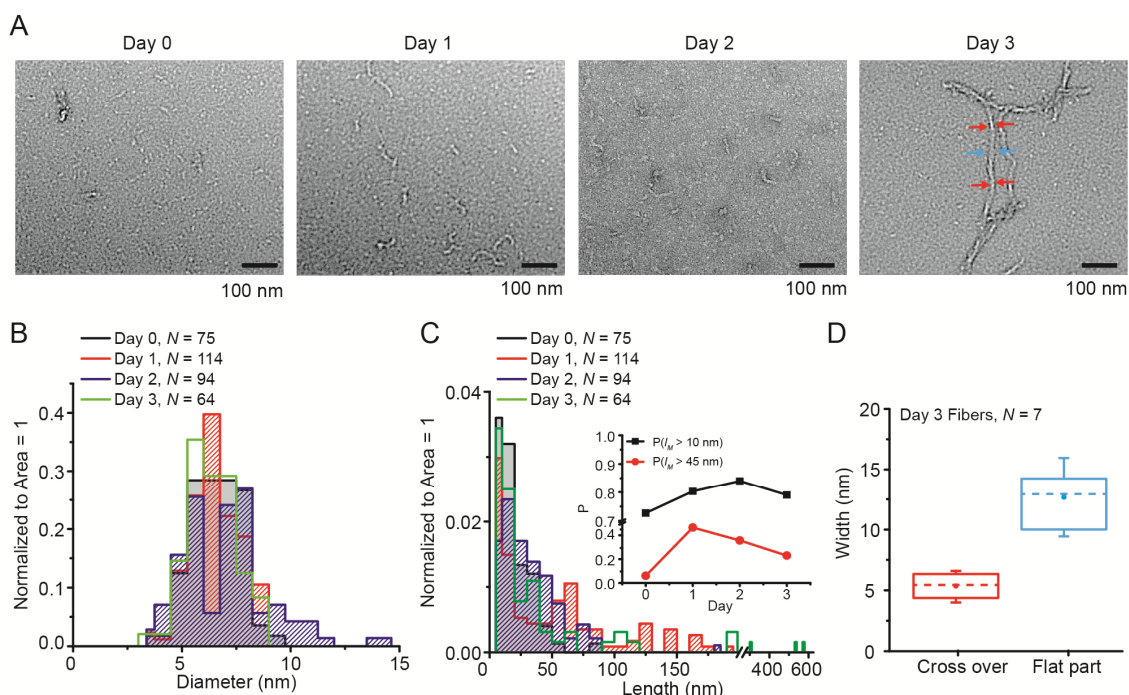 A
Day 0
Day 1
Day 2
Day 3
100 nm
100 nm
100 nm
100 nm
B
Day 0, N = 75
Day 1, N = 114
Day 2, N = 94
Day 3, N = 64
Normalized to Area = 1
0.4
0.3
0.2
0.1
0.0
0
5
10
15
Diameter (nm)
C
Day 0, N = 75
Day 1, N = 114
Day 2, N = 94
Day 3, N = 64
Normalized to Area = 1
0.04
0.02
0.00
0
50
100
150
400
600
Length (nm)
P(lM > 10 nm)
P(lM > 45 nm)
P
1.0
0.9
0.8
0.7
0.4
0.2
0.0
0
1
2
3
Day
D
Day 3 Fibers, N = 7
Width (nm)
20
15
10
5
0
Cross over
Flat part